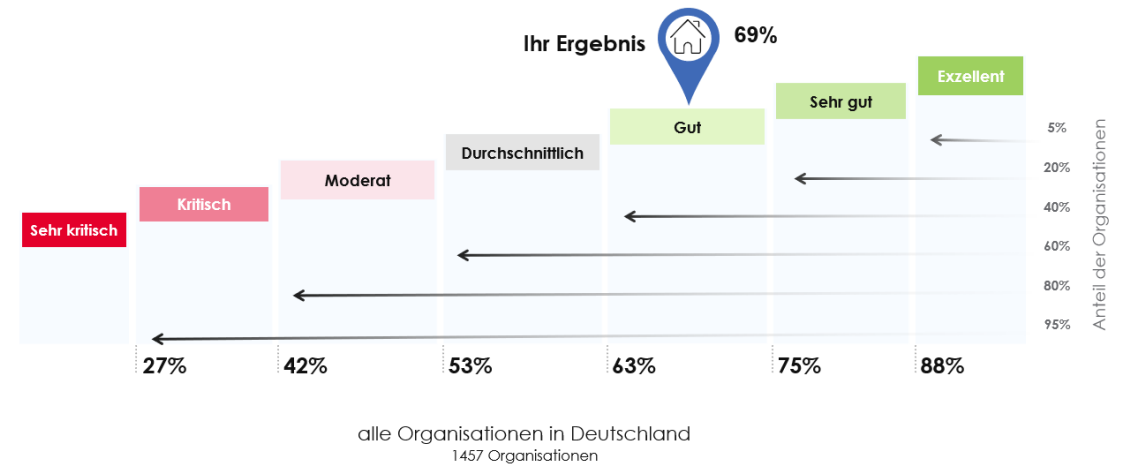 Ihr Ergebnis 69%
Exzellent
Sehr gut
Gut
Durchschnittlich
Moderat
Kritisch
Sehr kritisch
5%
20%
40%
60%
80%
95%
Anteil der Organisationen
27% 42% 53% 63% 75% 88%
alle Organisationen in Deutschland
1457 Organisationen